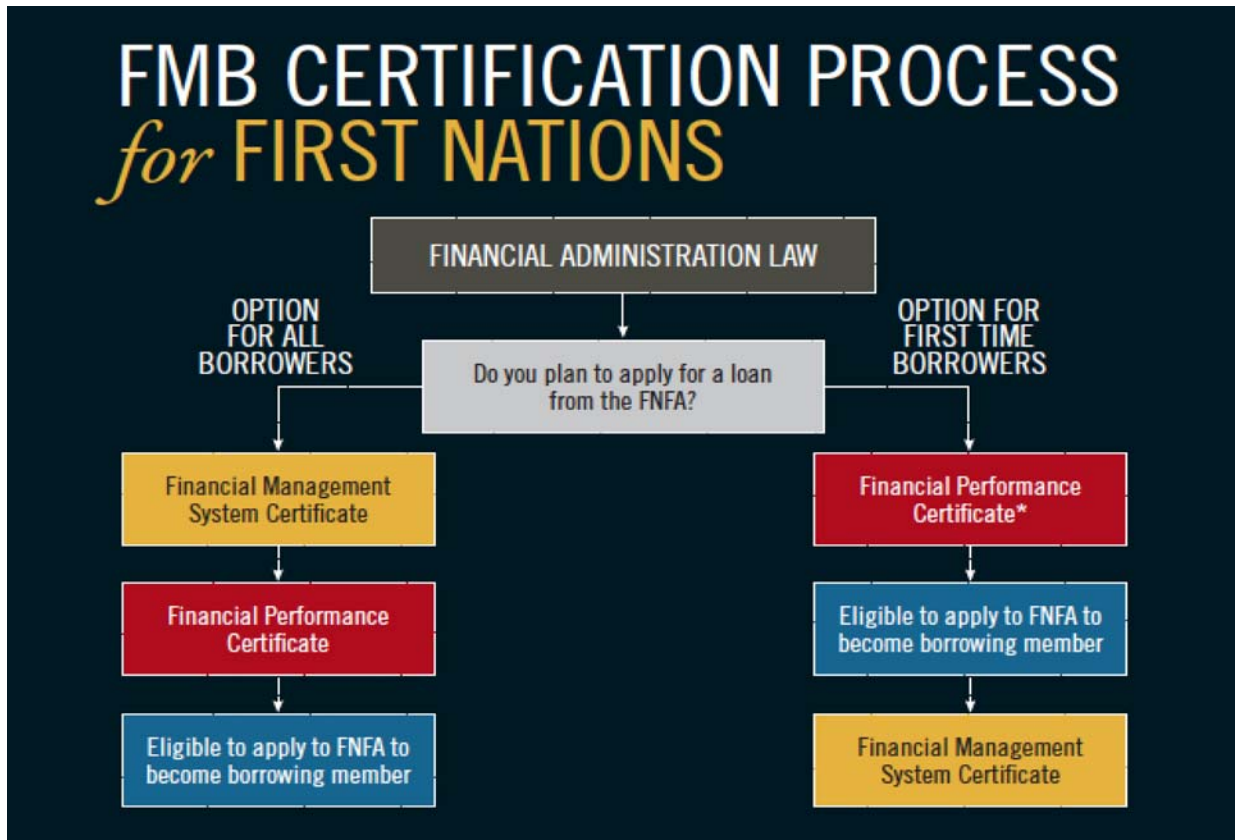 FMB CERTIFICATION PROCESS
for FIRST NATIONS
FINANCIAL ADMINISTRATION LAW
OPTION
FOR ALL
BORROWERS
OPTION FOR
FIRST TIME
BORROWERS
Do you plan to apply for a loan
from the FNFA?
Financial Management
System Certificate
Financial Performance
Certificate
Eligible to apply to FNFA to
become borrowing member
Financial Performance
Certificate*
Eligible to apply to FNFA to
become borrowing member
Financial Management
System Certificate